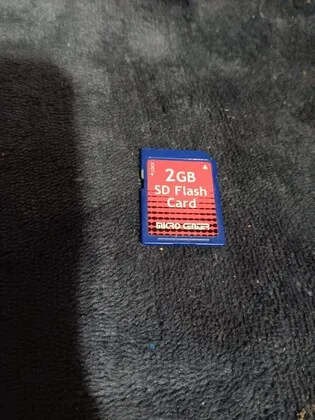 2GB
SD Flash
Card
MICRO CENTER